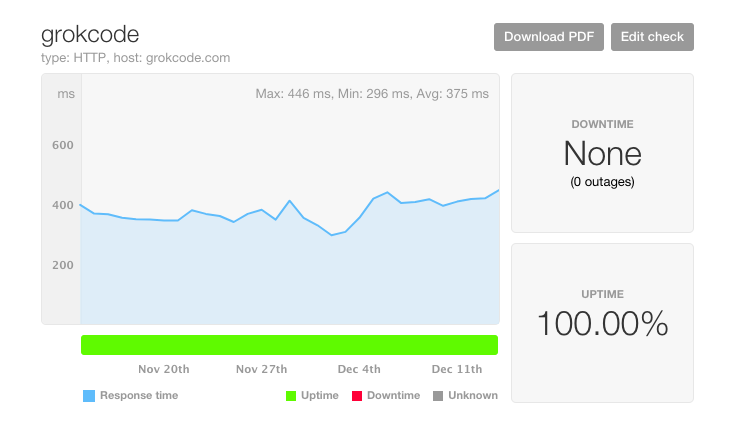 grokcode
type: HTTP, host: grokcode.com
Download PDF
Edit check
ms
Max: 446 ms, Min: 296 ms, Avg: 375 ms
600
400
200
Nov 20th
Nov 27th
Dec 4th
Dec 11th
Response time
Uptime
Downtime
Unknown
DOWNTIME
None
(0 outages)
UPTIME
100.00%